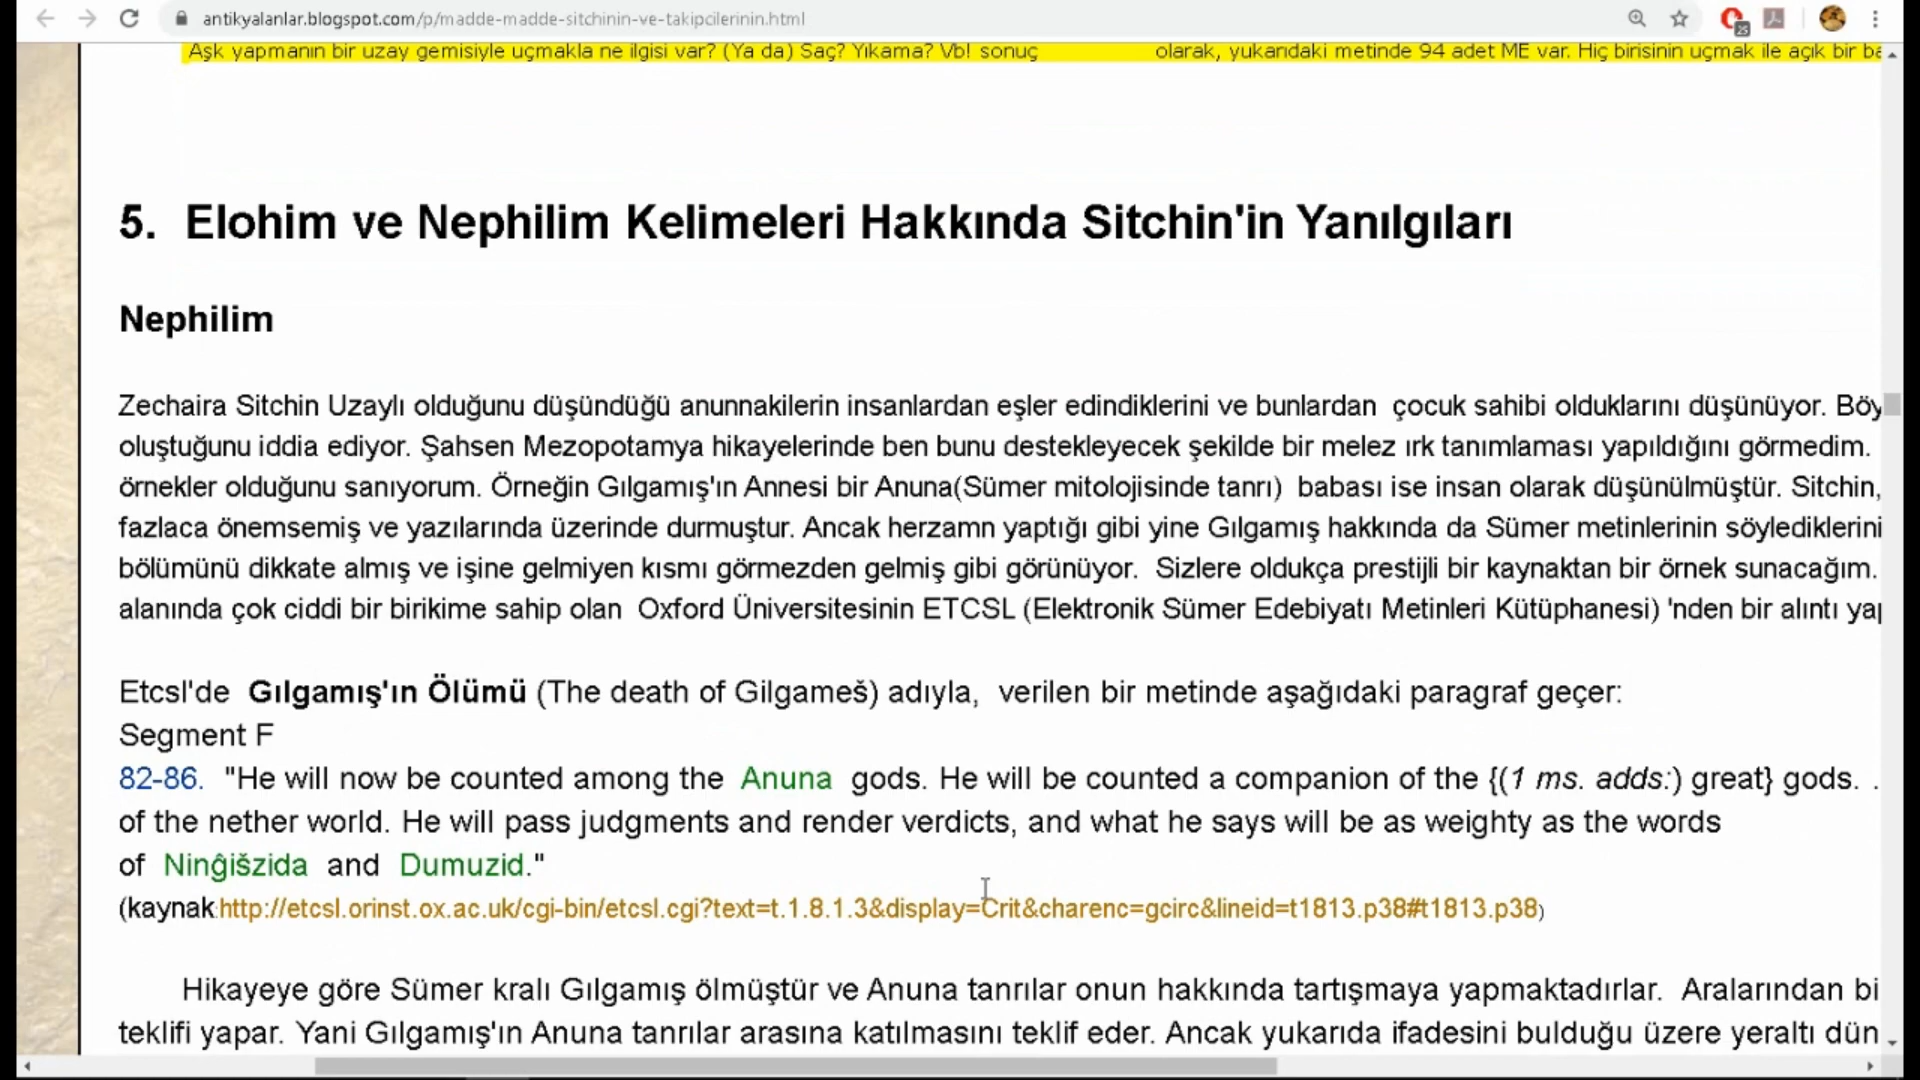 antikyalanlar.blogspot.com/p/madde-madde-sitchinin-ve-takipcilerinin.html
25
Aşk yapmanın bir uzay gemisiyle uçmakla ne ilgisi var? (Ya da) Saç? Yıkama? Vb! sonuç olarak, yukarıdaki metinde 94 adet ME var. Hiç birisinin uçmak ile açık bir
5. Elohim ve Nephilim Kelimeleri Hakkında Sitchin'in Yanılgıları
Nephilim
Zechaira Sitchin Uzaylı olduğunu düşündüğü anunnakilerin insanlardan eşler edindiklerini ve bunlardan çocuk sahibi olduklarını düşünüyor. Böy
oluştuğunu iddia ediyor. Şahsen Mezopotamya hikayelerinde ben bunu destekleyecek şekilde bir melez ırk tanımlaması yapıldığını görmedim.
örnekler olduğunu sanıyorum. Örneğin Gılgamış'ın Annesi bir Anuna(Sümer mitolojisinde tanrı) babası ise insan olarak düşünülmüştür. Sitchin,
fazlaca önemsemiş ve yazılarında üzerinde durmuştur. Ancak herzamn yaptığı gibi yine Gılgamış hakkında da Sümer metinlerinin söylediklerini
bölümünü dikkate almış ve işine gelmiyen kısmı görmezden gelmiş gibi görünüyor. Sizlere oldukça prestijli bir kaynaktan bir örnek sunacağım.
alanında çok ciddi bir birikime sahip olan Oxford Üniversitesinin ETCSL (Elektronik Sümer Edebiyatı Metinleri Kütüphanesi) 'nden bir alıntı
Etcsl'de Gılgamış'ın Ölümü (The death of Gilgameš) adıyla, verilen bir metinde aşağıdaki paragraf geçer:
Segment F
82-86. "He will now be counted among the Anuna gods. He will be counted a companion of the {(1 ms. adds:) great} gods. .
of the nether world. He will pass judgments and render verdicts, and what he says will be as weighty as the words
of Ninĝišzida and Dumuzid."
(kaynak:http://etcsl.orinst.ox.ac.uk/cgi-bin/etcsl.cgi?text=t.1.8.1.3&display=Crit&charenc=gcirc&lineid=t1813.p38#t1813.p38)
Hikayeye göre Sümer kralı Gılgamış ölmüştür ve Anuna tanrılar onun hakkında tartışmaya yapmaktadırlar. Aralarından bi
teklifi yapar. Yani Gılgamış'ın Anuna tanrılar arasına katılmasını teklif eder. Ancak yukarıda ifadesini bulduğu üzere yeraltı dün